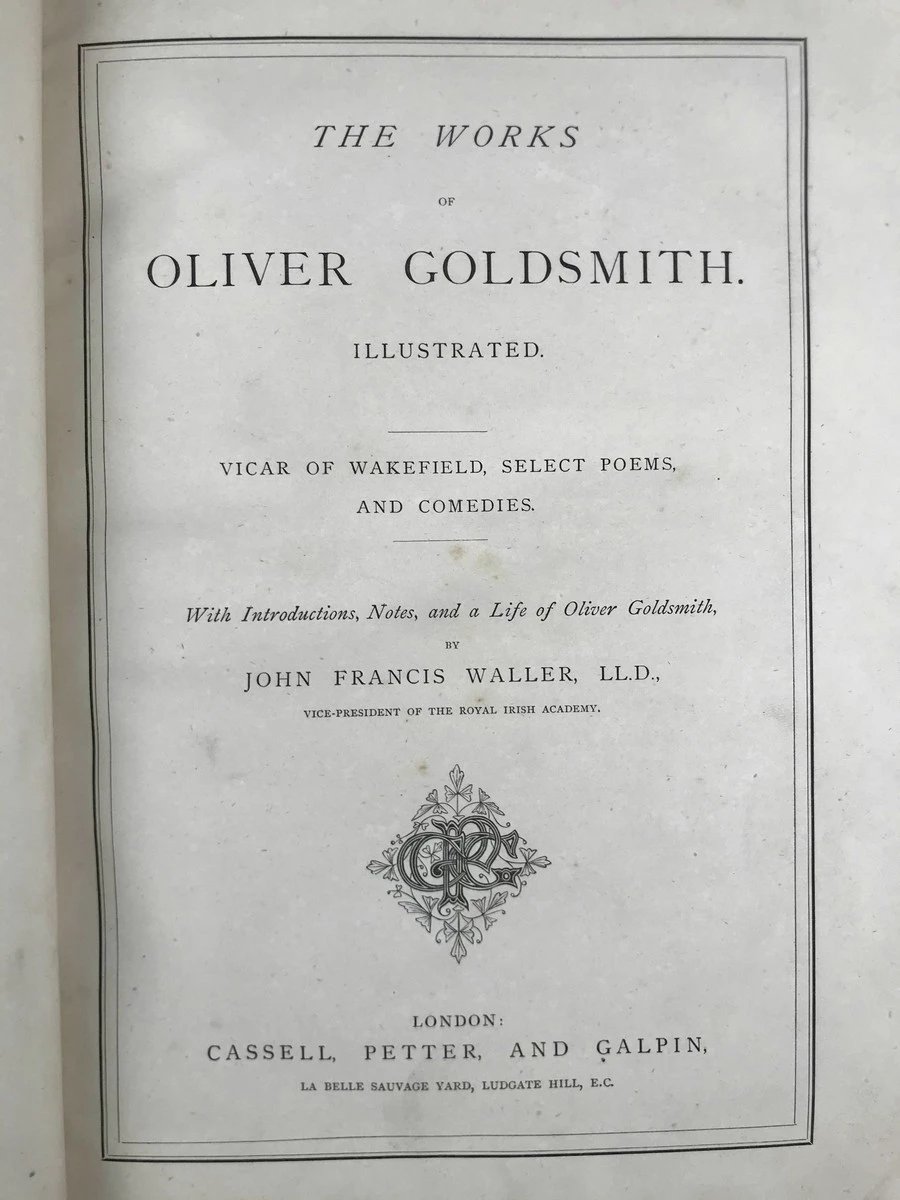 THE WORKS
OF
OLIVER GOLDSMITH.
ILLUSTRATED.
VICAR OF WAKEFIELD, SELECT POEMS,
AND COMEDIES.
With Introductions, Notes, and a Life of Oliver Goldsmith,
BY
JOHN FRANCIS WALLER, LL.D.,
VICE-PRESIDENT OF THE ROYAL IRISH ACADEMY.
LONDON:
CASSELL, PETTER, AND GALPIN,
LA BELLE SAUVAGE YARD, LUDGATE HILL, E.C.